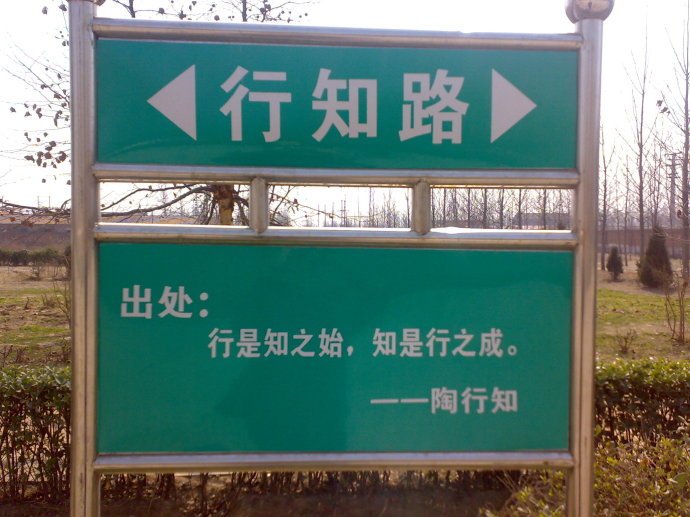 行知路
出处：
行是知之始，知是行之成。
——陶行知